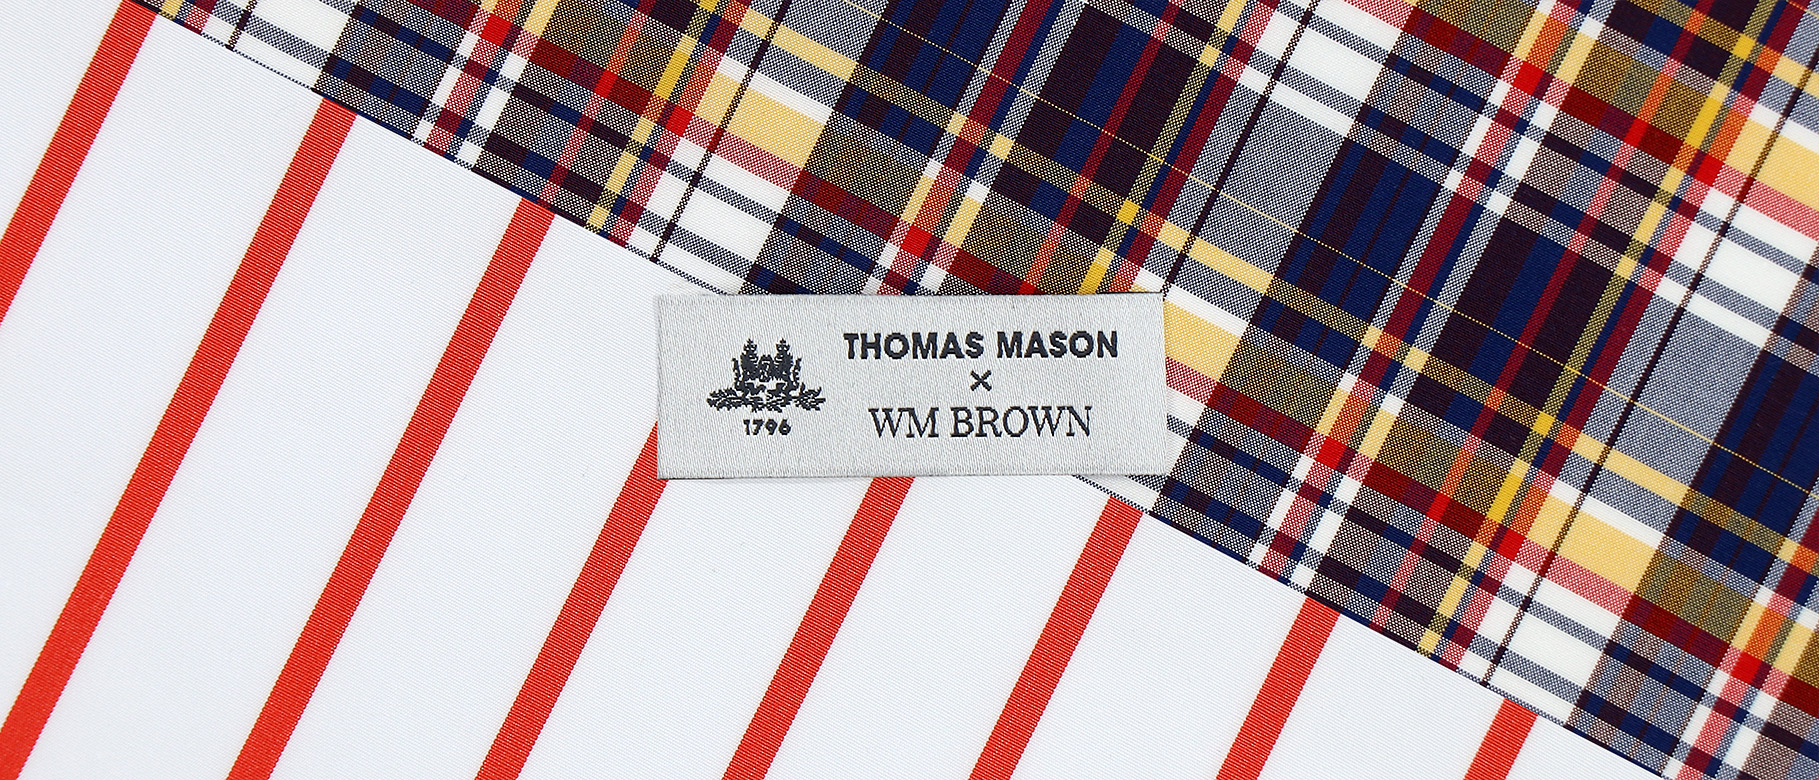 THOMAS MASON
×
WM BROWN
1796